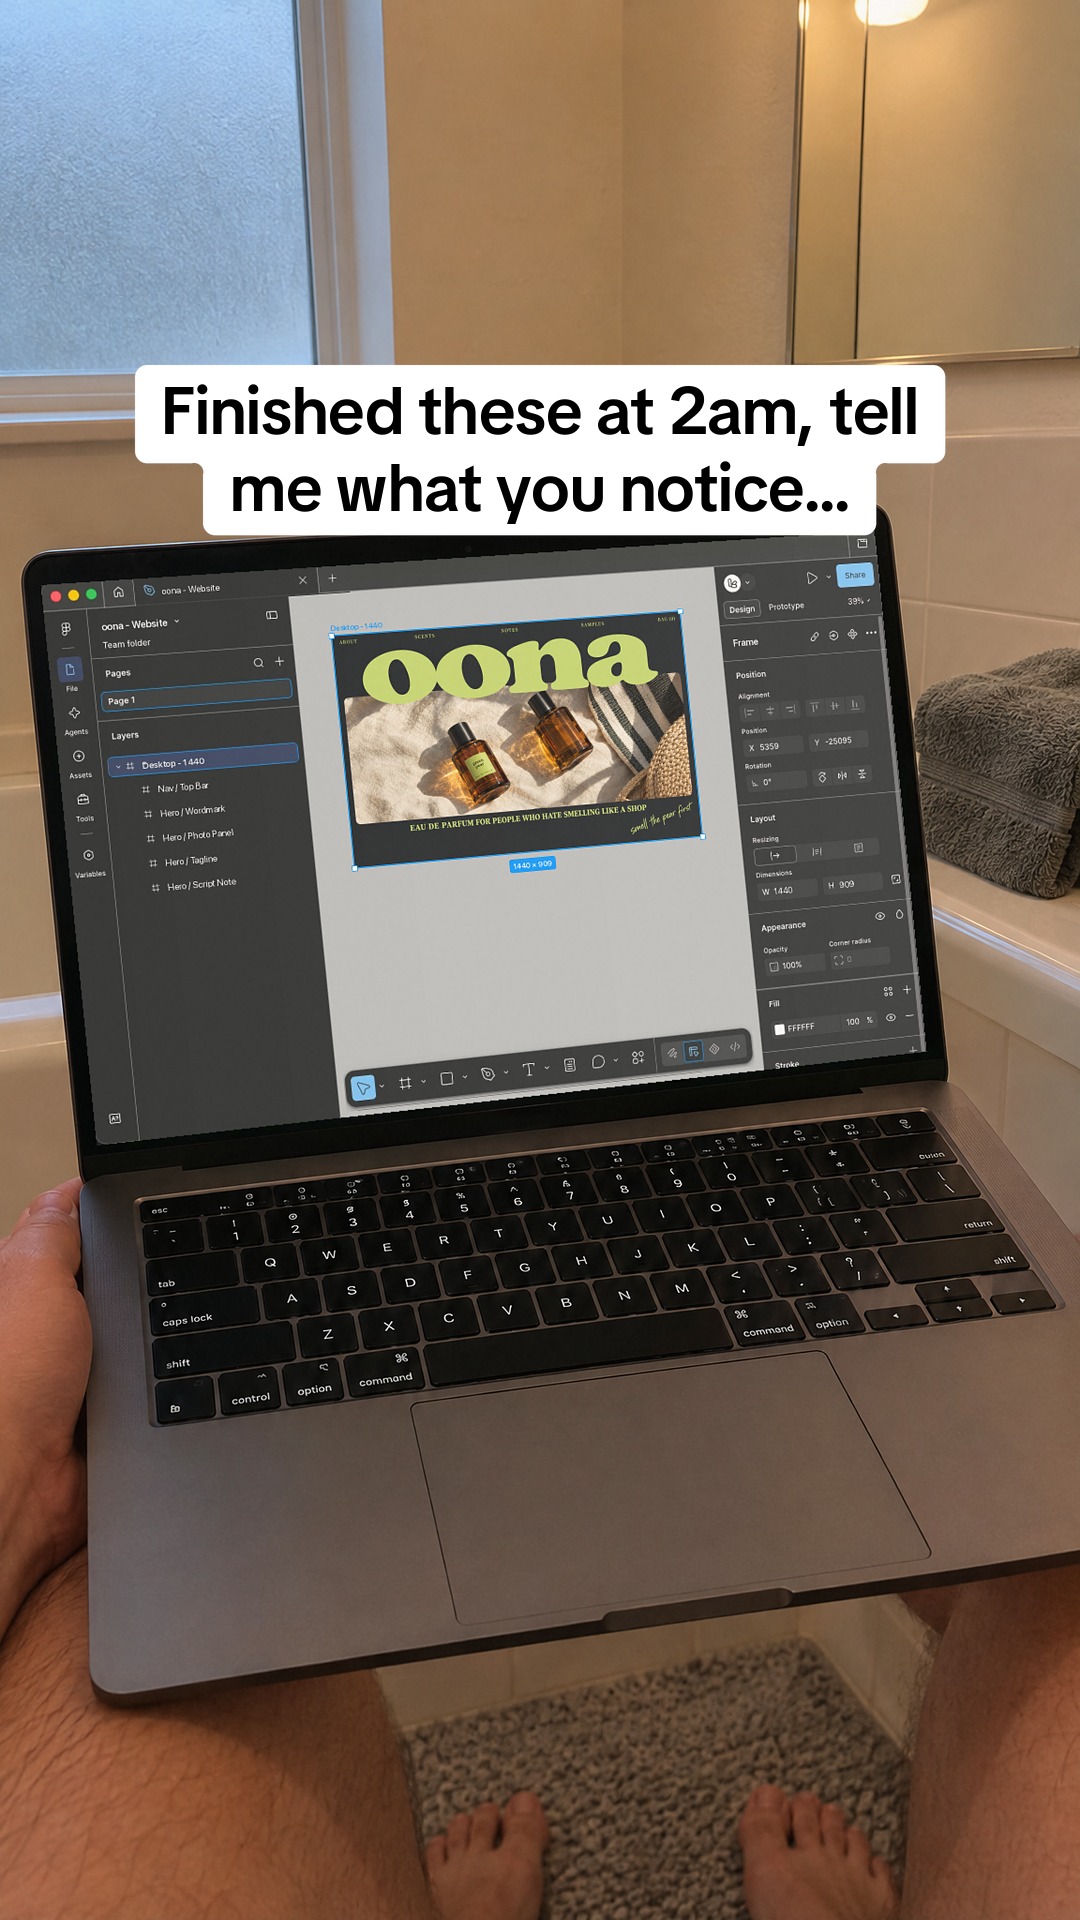 Finished these at 2am, tell
me what you notice...
oona - Website
oona - Website
Team folder
Pages
Page 1
Layers
Desktop - 1440
Nav / Top Bar
Hero / Wordmark
Hero / Photo Panel
Hero / Tagline
Hero / Script Note
File
Agents
Assets
Tools
Variables
Desktop - 1440
ABOUT
SCENTS
NOTES
SAMPLES
oona
EAU DE PARFUM FOR PEOPLE WHO HATE SMELLING LIKE A SHOP
smell the pear first
1440 × 909
Share
Design
Prototype
39%
Frame
Position
Alignment
Position
X 5359
Y -25095
Rotation
0°
Layout
Resizing
Dimensions
W 1440
H 909
Appearance
Opacity
Corner radius
100%
0
Fill
FFFFFF
100 %
Stroke
esc
1 2 3 4 5 6 7 8 9 0
tab
Q W E R T Y U I O P
caps lock
A S D F G H J K L
return
shift
Z X C V B N M
shift
control
option
command
command
option